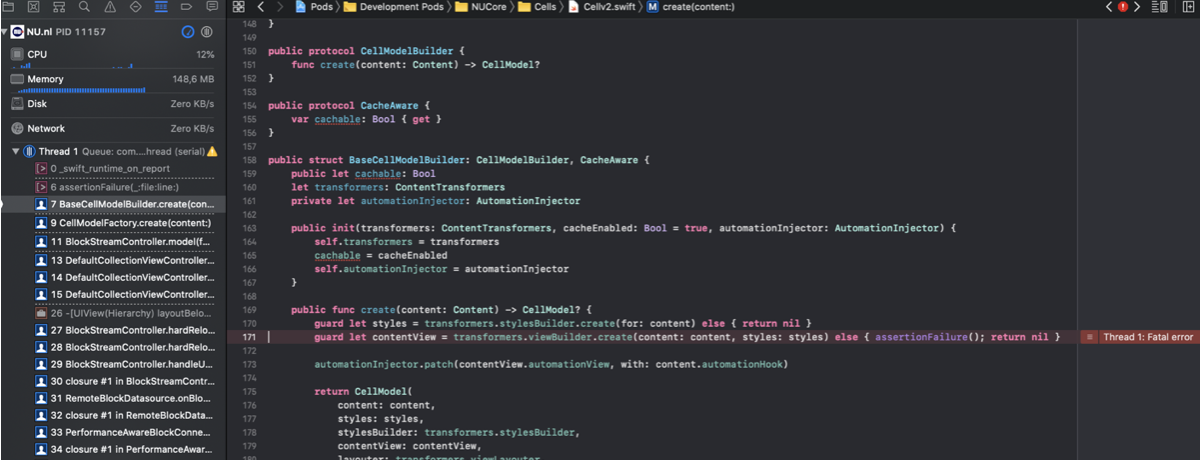 Pods 〉 Development Pods 〉 NUCore 〉 Cells 〉 Cellv2.swift 〉 M create(content:)
NU.nl PID 11157
CPU 12%
Memory 148,6 MB
Disk Zero KB/s
Network Zero KB/s
Thread 1 Queue: com....hread (serial)
0 _swift_runtime_on_report
6 assertionFailure(_:file:line:)
7 BaseCellModelBuilder.create(con...
9 CellModelFactory.create(content:)
11 BlockStreamController.model(f...
13 DefaultCollectionViewController...
14 DefaultCollectionViewController...
15 DefaultCollectionViewController...
26 -[UIView(Hierarchy) layoutBelo...
27 BlockStreamController.hardRelo...
28 BlockStreamController.hardRelo...
29 BlockStreamController.handleU...
30 closure #1 in BlockStreamContr...
31 RemoteBlockDatasource.onBlo...
32 closure #1 in RemoteBlockData...
33 PerformanceAwareBlockConne...
34 closure #1 in PerformanceAwar...
148 }
149
150 public protocol CellModelBuilder {
151 func create(content: Content) -> CellModel?
152 }
153
154 public protocol CacheAware {
155 var cachable: Bool { get }
156 }
157
158 public struct BaseCellModelBuilder: CellModelBuilder, CacheAware {
159 public let cachable: Bool
160 let transformers: ContentTransformers
161 private let automationInjector: AutomationInjector
162
163 public init(transformers: ContentTransformers, cacheEnabled: Bool = true, automationInjector: AutomationInjector) {
164 self.transformers = transformers
165 cachable = cacheEnabled
166 self.automationInjector = automationInjector
167 }
168
169 public func create(content: Content) -> CellModel? {
170 guard let styles = transformers.stylesBuilder.create(for: content) else { return nil }
171 guard let contentView = transformers.viewBuilder.create(content: content, styles: styles) else { assertionFailure(); return nil }
Thread 1: Fatal error
172
173 automationInjector.patch(contentView.automationView, with: content.automationHook)
174
175 return CellModel(
176 content: content,
177 styles: styles,
178 stylesBuilder: transformers.stylesBuilder,
179 contentView: contentView,
180 layouter: transformers.viewLayouter